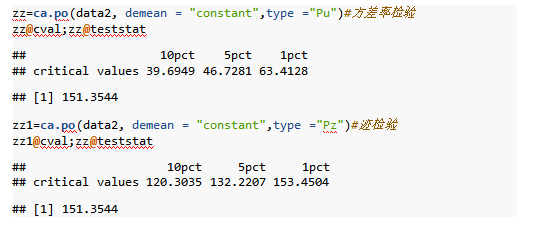 zz=ca.po(data2, demean = "constant",type ="Pu")#方差率检验
zz@cval;zz@teststat
## 10pct 5pct 1pct
## critical values 39.6949 46.7281 63.4128
## [1] 151.3544
zz1=ca.po(data2, demean = "constant",type ="Pz")#迹检验
zz1@cval;zz@teststat
## 10pct 5pct 1pct
## critical values 120.3035 132.2207 153.4504
## [1] 151.3544